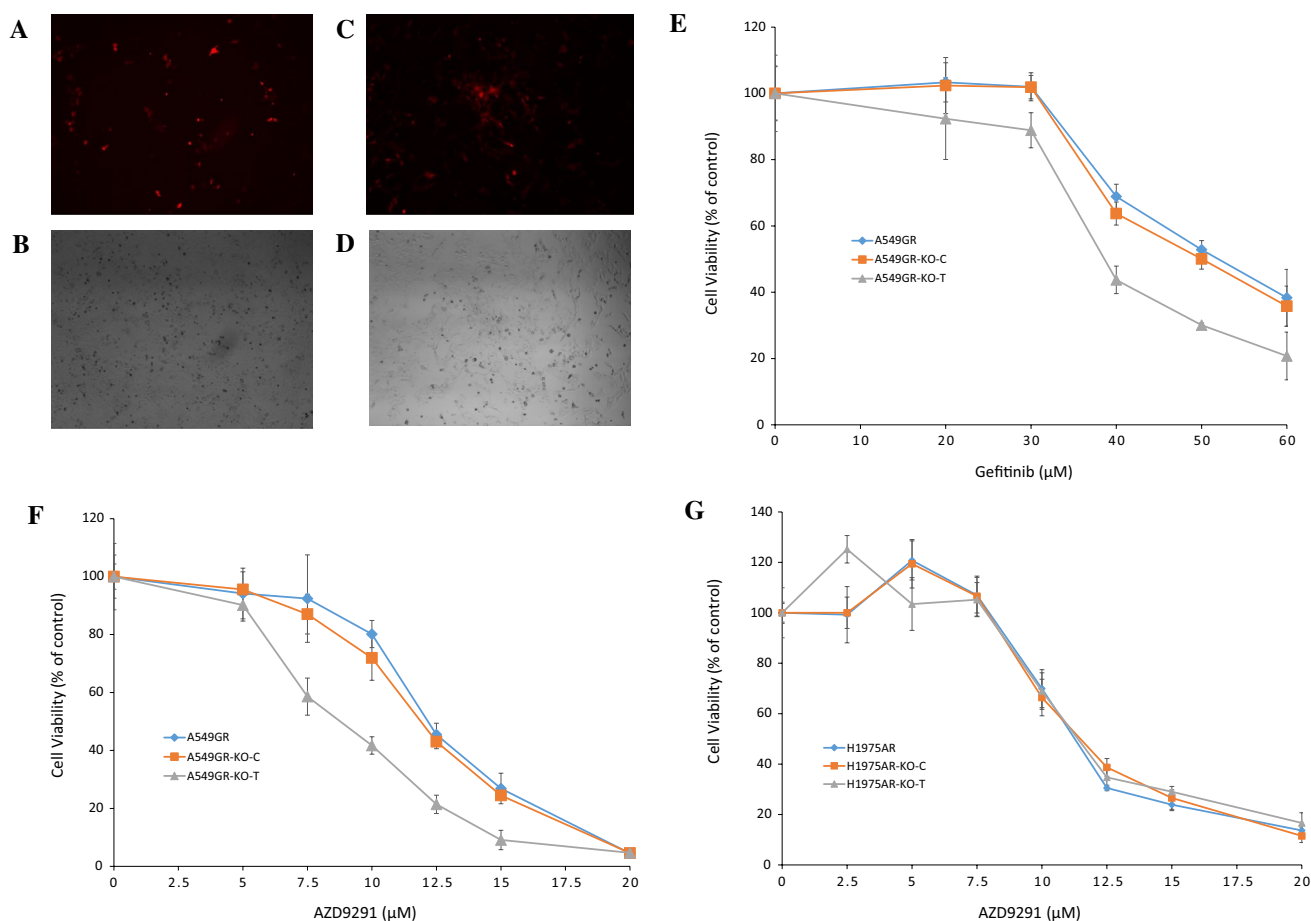 A
C
B
D
E
120
100
80
60
40
20
0
Cell Viability (% of control)
A549GR
A549GR-KO-C
A549GR-KO-T
0
10
20
30
40
50
60
Gefitinib (μM)
F
120
100
80
60
40
20
0
Cell Viability (% of control)
A549GR
A549GR-KO-C
A549GR-KO-T
0
2.5
5
7.5
10
12.5
15
20
AZD9291 (μM)
G
140
120
100
80
60
40
20
0
Cell Viability (% of control)
H1975AR
H1975AR-KO-C
H1975AR-KO-T
0
2.5
5
7.5
10
12.5
15
20
AZD9291 (μM)